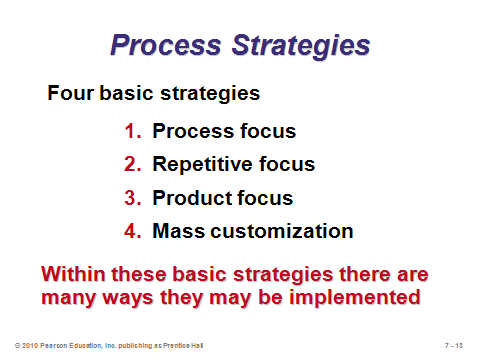 Process Strategies
Four basic strategies
1. Process focus
2. Repetitive focus
3. Product focus
4. Mass customization
Within these basic strategies there are
many ways they may be implemented
© 2010 Pearson Education, Inc. publishing as Prentice Hall
7 - 13